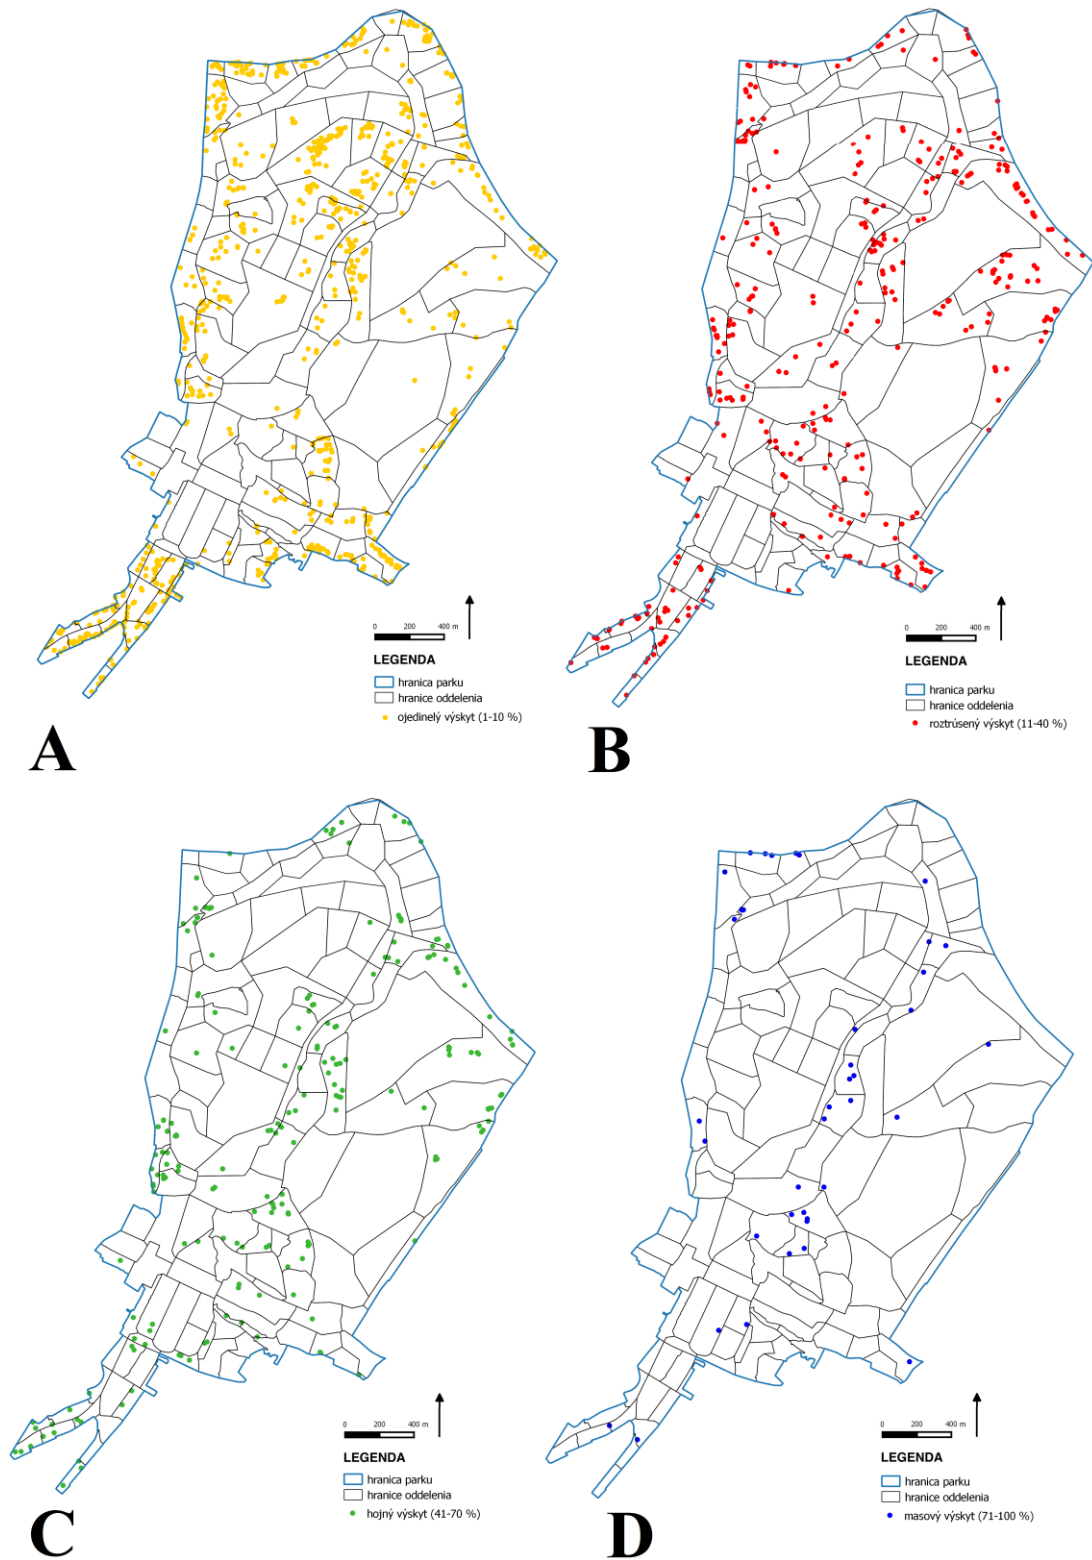 0 200 400 m
LEGENDA
hranica parku
hranice oddelenia
ojedinelý výskyt (1-10 %)
A
0 200 400 m
LEGENDA
hranica parku
hranice oddelenia
roztrúsený výskyt (11-40 %)
B
0 200 400 m
LEGENDA
hranica parku
hranice oddelenia
hojný výskyt (41-70 %)
C
0 200 400 m
LEGENDA
hranica parku
hranice oddelenia
masový výskyt (71-100 %)
D